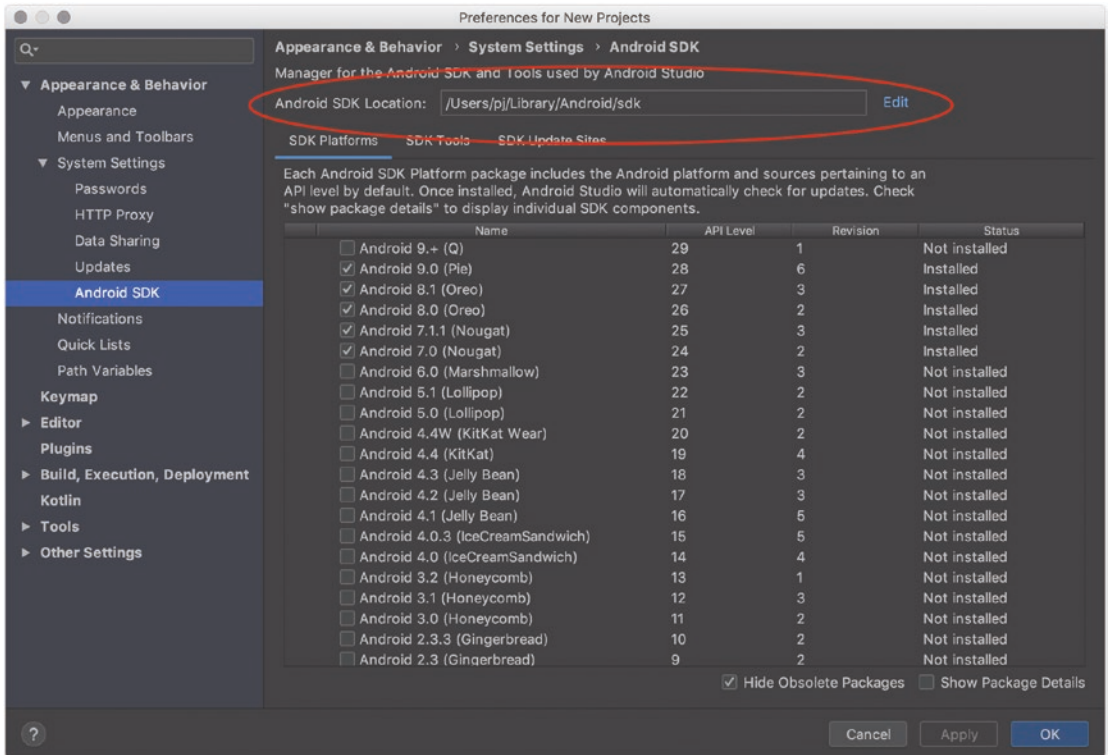 Preferences for New Projects
Appearance & Behavior
Appearance
Menus and Toolbars
System Settings
Passwords
HTTP Proxy
Data Sharing
Updates
Android SDK
Notifications
Quick Lists
Path Variables
Keymap
Editor
Plugins
Build, Execution, Deployment
Kotlin
Tools
Other Settings
Appearance & Behavior › System Settings › Android SDK
Manager for the Android SDK and Tools used by Android Studio
Android SDK Location: /Users/pj/Library/Android/sdk Edit
SDK Platforms SDK Tools SDK Update Sites
Each Android SDK Platform package includes the Android platform and sources pertaining to an
API level by default. Once installed, Android Studio will automatically check for updates. Check
"show package details" to display individual SDK components.
Name API Level Revision Status
Android 9.+ (Q) 29 1 Not installed
Android 9.0 (Pie) 28 6 Installed
Android 8.1 (Oreo) 27 3 Installed
Android 8.0 (Oreo) 26 2 Installed
Android 7.1.1 (Nougat) 25 3 Installed
Android 7.0 (Nougat) 24 2 Installed
Android 6.0 (Marshmallow) 23 3 Not installed
Android 5.1 (Lollipop) 22 2 Not installed
Android 5.0 (Lollipop) 21 2 Not installed
Android 4.4W (KitKat Wear) 20 2 Not installed
Android 4.4 (KitKat) 19 4 Not installed
Android 4.3 (Jelly Bean) 18 3 Not installed
Android 4.2 (Jelly Bean) 17 3 Not installed
Android 4.1 (Jelly Bean) 16 5 Not installed
Android 4.0.3 (IceCreamSandwich) 15 5 Not installed
Android 4.0 (IceCreamSandwich) 14 4 Not installed
Android 3.2 (Honeycomb) 13 1 Not installed
Android 3.1 (Honeycomb) 12 3 Not installed
Android 3.0 (Honeycomb) 11 2 Not installed
Android 2.3.3 (Gingerbread) 10 2 Not installed
Android 2.3 (Gingerbread) 9 2 Not installed
Hide Obsolete Packages Show Package Details
? Cancel Apply OK